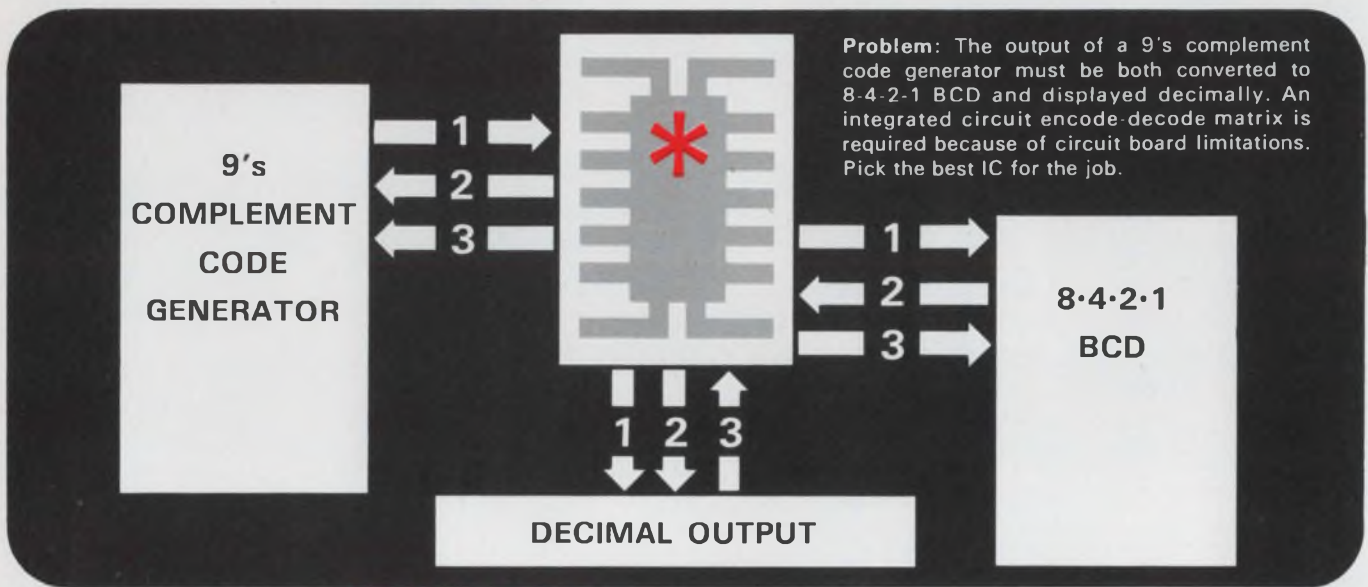 Problem: The output of a 9's complement
code generator must be both converted to
8-4-2-1 BCD and displayed decimally. An
integrated circuit encode-decode matrix is
required because of circuit board limitations.
Pick the best IC for the job.
9's
COMPLEMENT
CODE
GENERATOR
1
2
3
*
1
2
3
8·4·2·1
BCD
1 2 3
DECIMAL OUTPUT